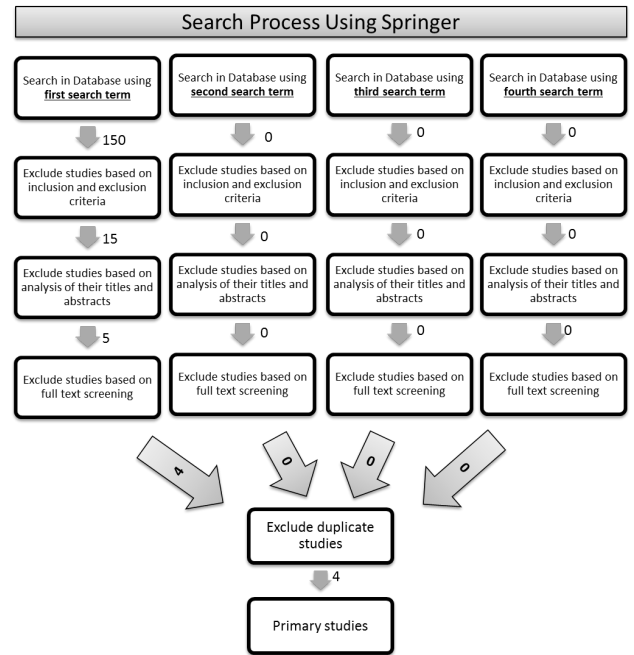 Search Process Using Springer
Search in Database using
first search term
Search in Database using
second search term
Search in Database using
third search term
Search in Database using
fourth search term
150
0
0
0
Exclude studies based on
inclusion and exclusion
criteria
Exclude studies based on
inclusion and exclusion
criteria
Exclude studies based on
inclusion and exclusion
criteria
Exclude studies based on
inclusion and exclusion
criteria
15
0
0
0
Exclude studies based on
analysis of their titles and
abstracts
Exclude studies based on
analysis of their titles and
abstracts
Exclude studies based on
analysis of their titles and
abstracts
Exclude studies based on
analysis of their titles and
abstracts
5
0
0
0
Exclude studies based on
full text screening
Exclude studies based on
full text screening
Exclude studies based on
full text screening
Exclude studies based on
full text screening
4
0
0
0
Exclude duplicate
studies
4
Primary studies